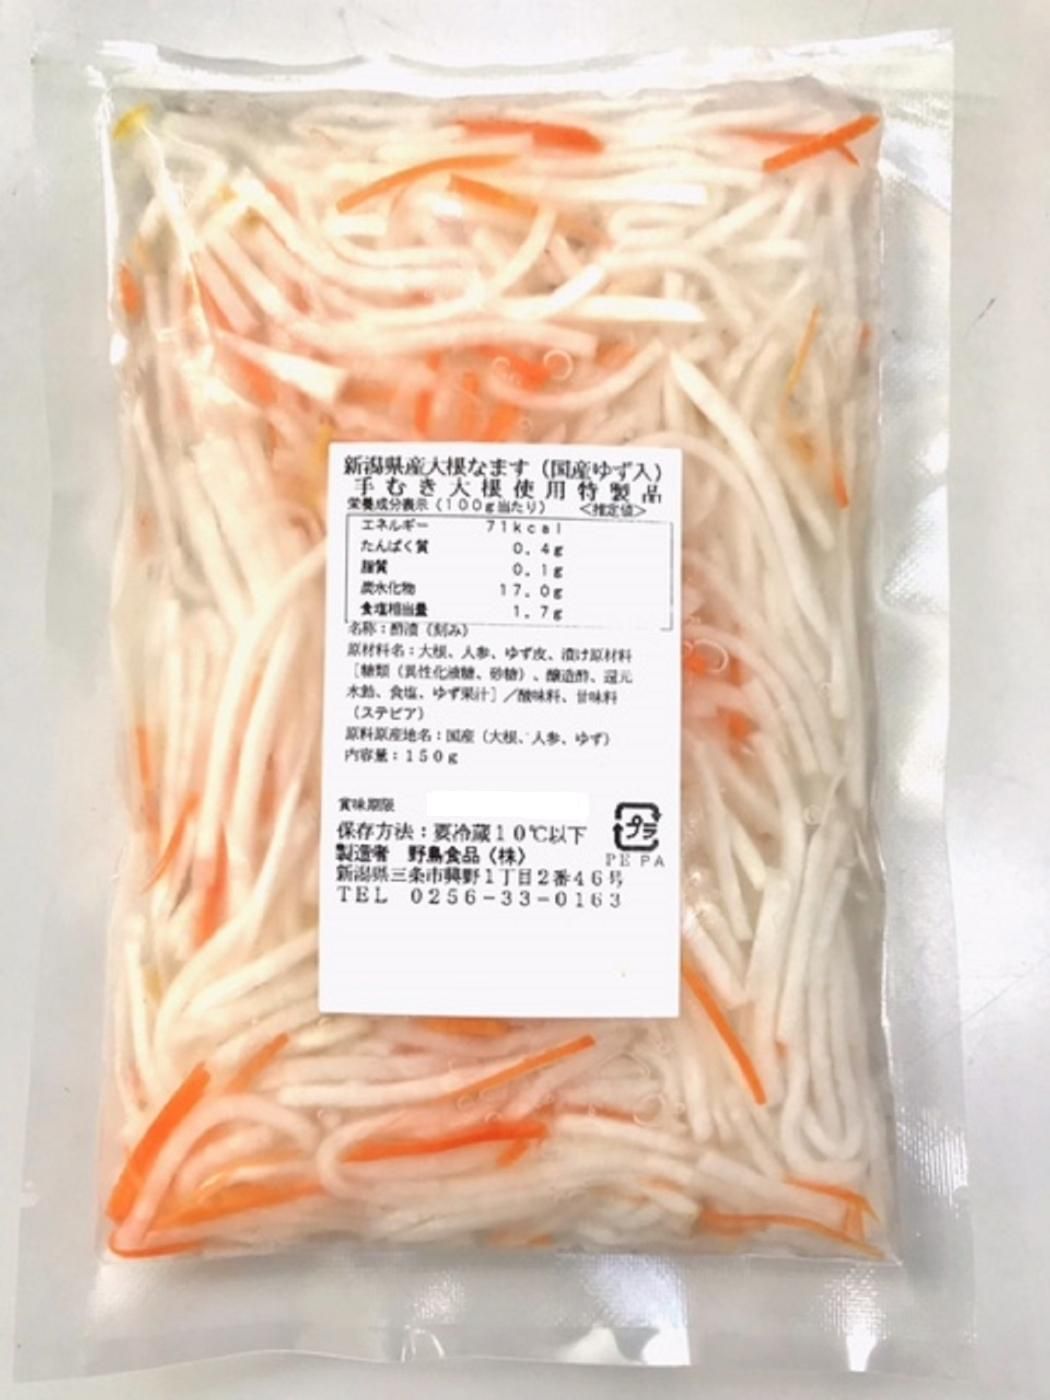 新潟県産大根なます（国産ゆず入）
手むき大根使用特製品
栄養成分表示（100g当たり） <推定値>
エネルギー 71kcal
たんぱく質 0.4g
脂質 0.1g
炭水化物 17.0g
食塩相当量 1.7g
名称：酢漬（刻み）
原材料名：大根、人参、ゆず皮、漬け原材料
［糖類（異性化液糖、砂糖）、醸造酢、還元
水飴、食塩、ゆず果汁］／酸味料、甘味料
（ステビア）
原料原産地名：国産（大根、人参、ゆず）
内容量：150g
賞味期限
保存方法：要冷蔵10℃以下
プラ
製造者 野島食品（株）
PE PA
新潟県三条市興野1丁目2番46号
TEL 0256-33-0163